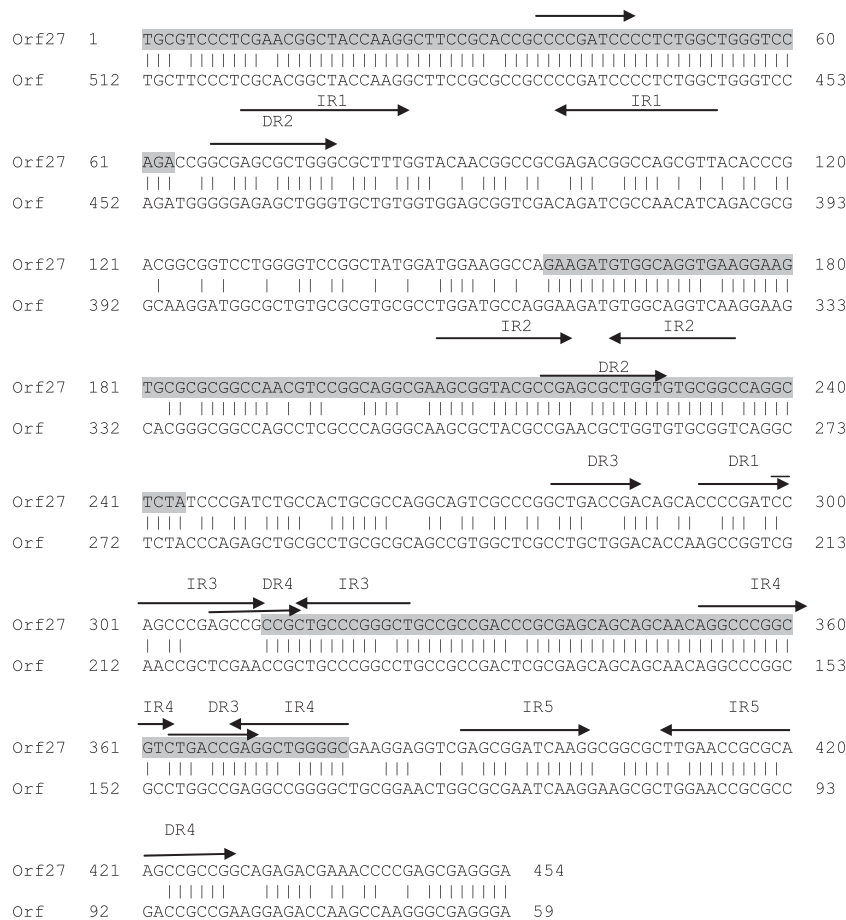 Orf27 1 TGCGTCCCTCGAACGGCTACCAAGGCTTCCGCACCGCCCCGATCCCCTCTGGCTGGGTCC 60
Orf 512 TGCTTCCCTCGCACGGCTACCAAGGCTTCCGCGCCGCCCCGATCCCCTCTGGCTGGGTCC 453
IR1 IR1
DR2
Orf27 61 AGACCGGCGAGCGCTGGGCGCTTTGGTACAACGGCCGCGAGACGGCCAGCGTTACACCCG 120
Orf 452 AGATGGGGGAGAGCTGGGTGCTGTGGTGGAGCGGTCGACAGATCGCCAACATCAGACGCG 393
Orf27 121 ACGGCGGTCCTGGGGTCCGGCTATGGATGGAAGGCCAGAAGATGTGGCAGGTGAAGGAAG 180
Orf 392 GCAAGGATGGCGCTGTGCGCGTGCGCCTGGATGCCAGGAAGATGTGGCAGGTCAAGGAAG 333
IR2 IR2
DR2
Orf27 181 TGCGCGCGGCCAACGTCCGGCAGGCGAAGCGGTACGCCGAGCGCTGGTGTGCGGCCAGGC 240
Orf 332 CACGGGCGGCCAGCCTCGCCCAGGGCAAGCGCTACGCCGAACGCTGGTGTGCGGTCAGGC 273
DR3 DR1
Orf27 241 TCTATCCCGATCTGCCACTGCGCCAGGCAGTCGCCCGGCTGACCGACAGCACCCCGATCC 300
Orf 272 TCTACCCAGAGCTGCGCCTGCGCGCAGCCGTGGCTCGCCTGCTGGACACCAAGCCGGTCG 213
IR3 DR4 IR3 IR4
Orf27 301 AGCCCGAGCCGCCGCTGCCCGGGCTGCCGCCGACCCGCGAGCAGCAGCAACAGGCCCGGC 360
Orf 212 AACCGCTCGAACCGCTGCCCGGCCTGCCGCCGACTCGCGAGCAGCAGCAACAGGCCCGGC 153
IR4 DR3 IR4 IR5 IR5
Orf27 361 GTCTGACCGAGGCTGGGGCGAAGGAGGTCGAGCGGATCAAGGCGGCGCTTGAACCGCGCA 420
Orf 152 GCCTGGCCGAGGCCGGGGCTGCGGAACTGGCGCGAATCAAGGAAGCGCTGGAACCGCGCC 93
DR4
Orf27 421 AGCCGCCGGCAGAGACGAAACCCCGAGCGAGGGA 454
Orf 92 GACCGCCGAAGGAGACCAAGCCAAGGGCGAGGGA 59